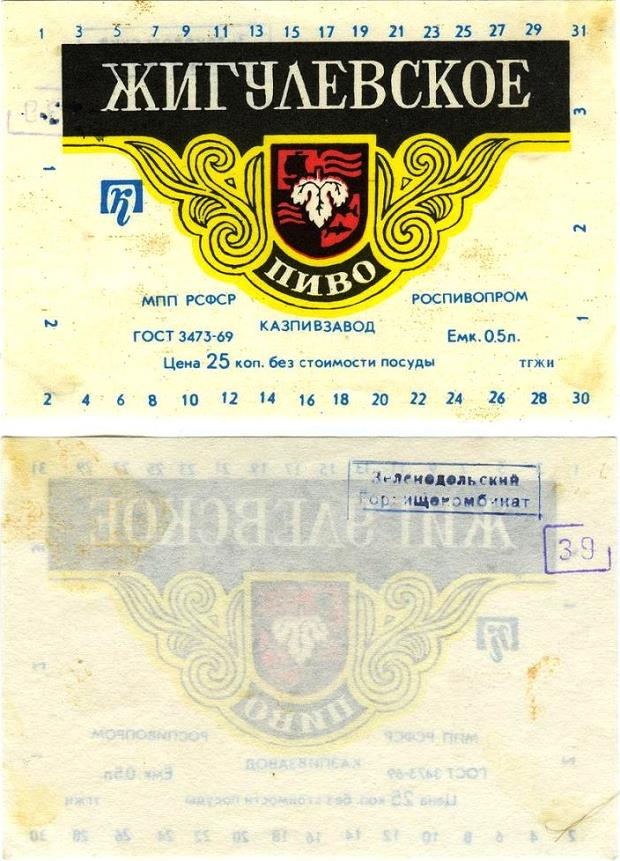 1 3 5 7 9 11 13 15 17 19 21 23 25 27 29 31
ЖИГУЛЕВСКОЕ
3
1
К
2
ПИВО
МПП РСФСР
РОСПИВОПРОМ
2
КАЗПИВЗАВОД
1
ГОСТ 3473-69
Емк. 0.5л.
Цена 25 коп. без стоимости посуды
тгжи
2 4 6 8 10 12 14 16 18 20 22 24 26 28 30
Зеленодольский
Горпищекомбинат
39